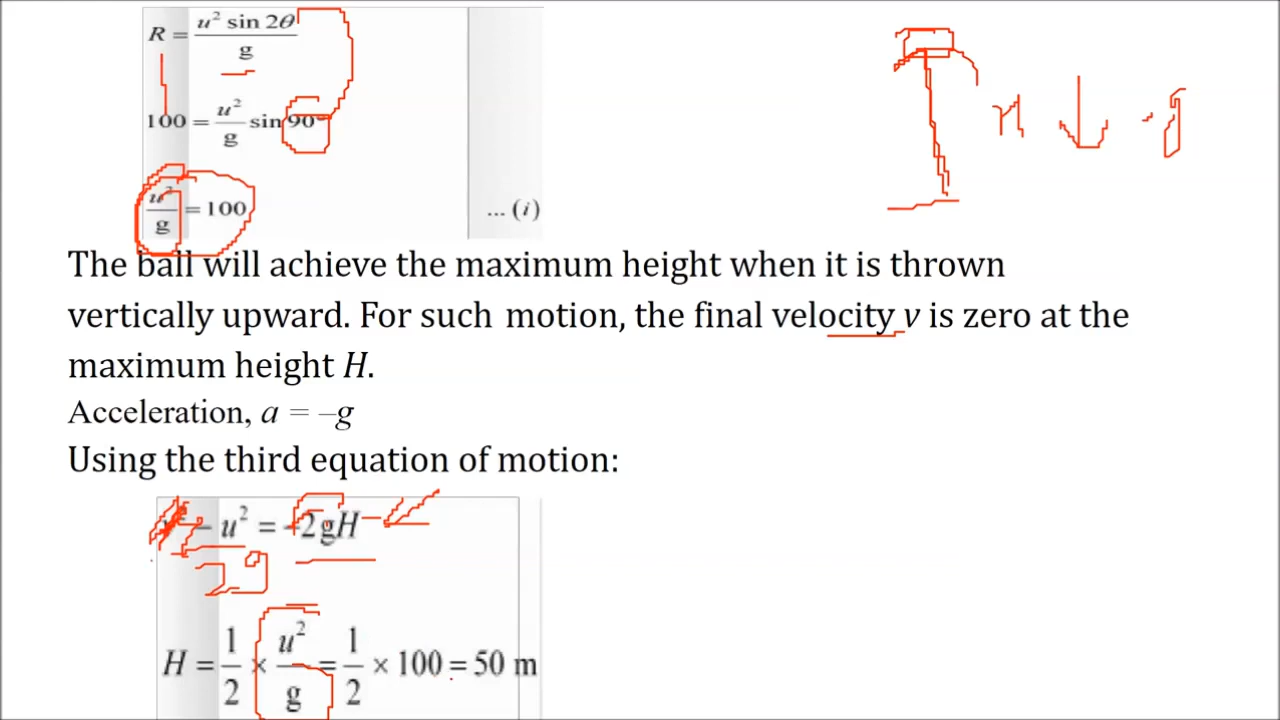 R = u² sin 2θ / g
100 = u²/g sin 90°
u²/g = 100 ... (i)
The ball will achieve the maximum height when it is thrown
vertically upward. For such motion, the final velocity v is zero at the
maximum height H.
Acceleration, a = –g
Using the third equation of motion:
– u² = –2gH
H = 1/2 × u²/g = 1/2 × 100 = 50 m